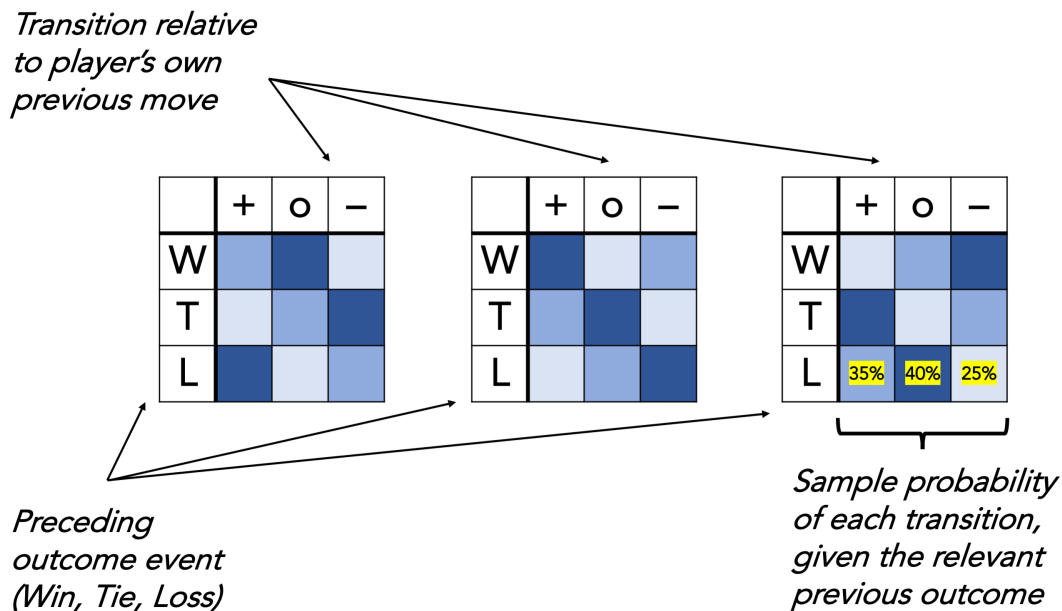 Transition relative
to player's own
previous move
+ o –
W
T
L
+ o –
W
T
L
+ o –
W
T
L 35% 40% 25%
Preceding
outcome event
(Win, Tie, Loss)
Sample probability
of each transition,
given the relevant
previous outcome